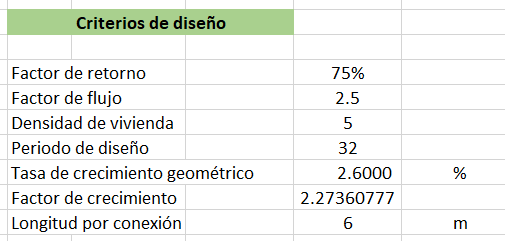 Criterios de diseño
Factor de retorno 75%
Factor de flujo 2.5
Densidad de vivienda 5
Periodo de diseño 32
Tasa de crecimiento geométrico 2.6000 %
Factor de crecimiento 2.27360777
Longitud por conexión 6 m